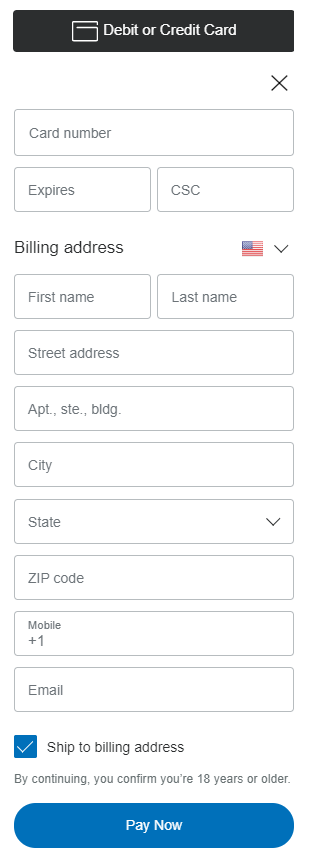 Debit or Credit Card
Card number
Expires CSC
Billing address
First name Last name
Street address
Apt., ste., bldg.
City
State
ZIP code
Mobile
+1
Email
Ship to billing address
By continuing, you confirm you’re 18 years or older.
Pay Now